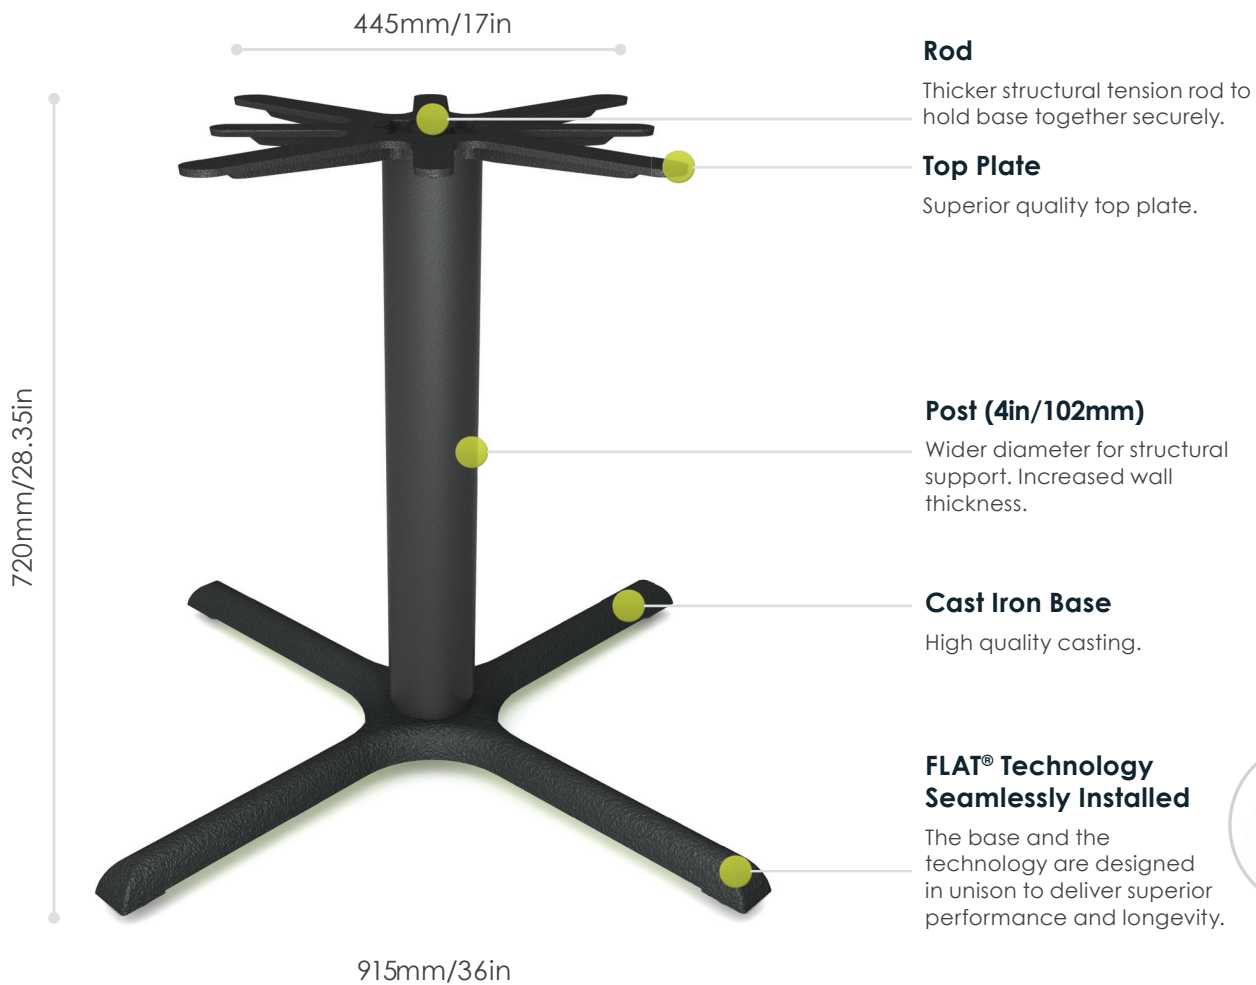 445mm/17in
Rod
Thicker structural tension rod to
hold base together securely.
Top Plate
Superior quality top plate.
720mm/28.35in
Post (4in/102mm)
Wider diameter for structural
support. Increased wall
thickness.
Cast Iron Base
High quality casting.
FLAT® Technology
Seamlessly Installed
The base and the
technology are designed
in unison to deliver superior
performance and longevity.
915mm/36in